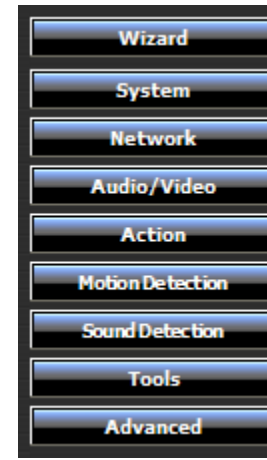 Wizard
System
Network
Audio/Video
Action
Motion Detection
Sound Detection
Tools
Advanced